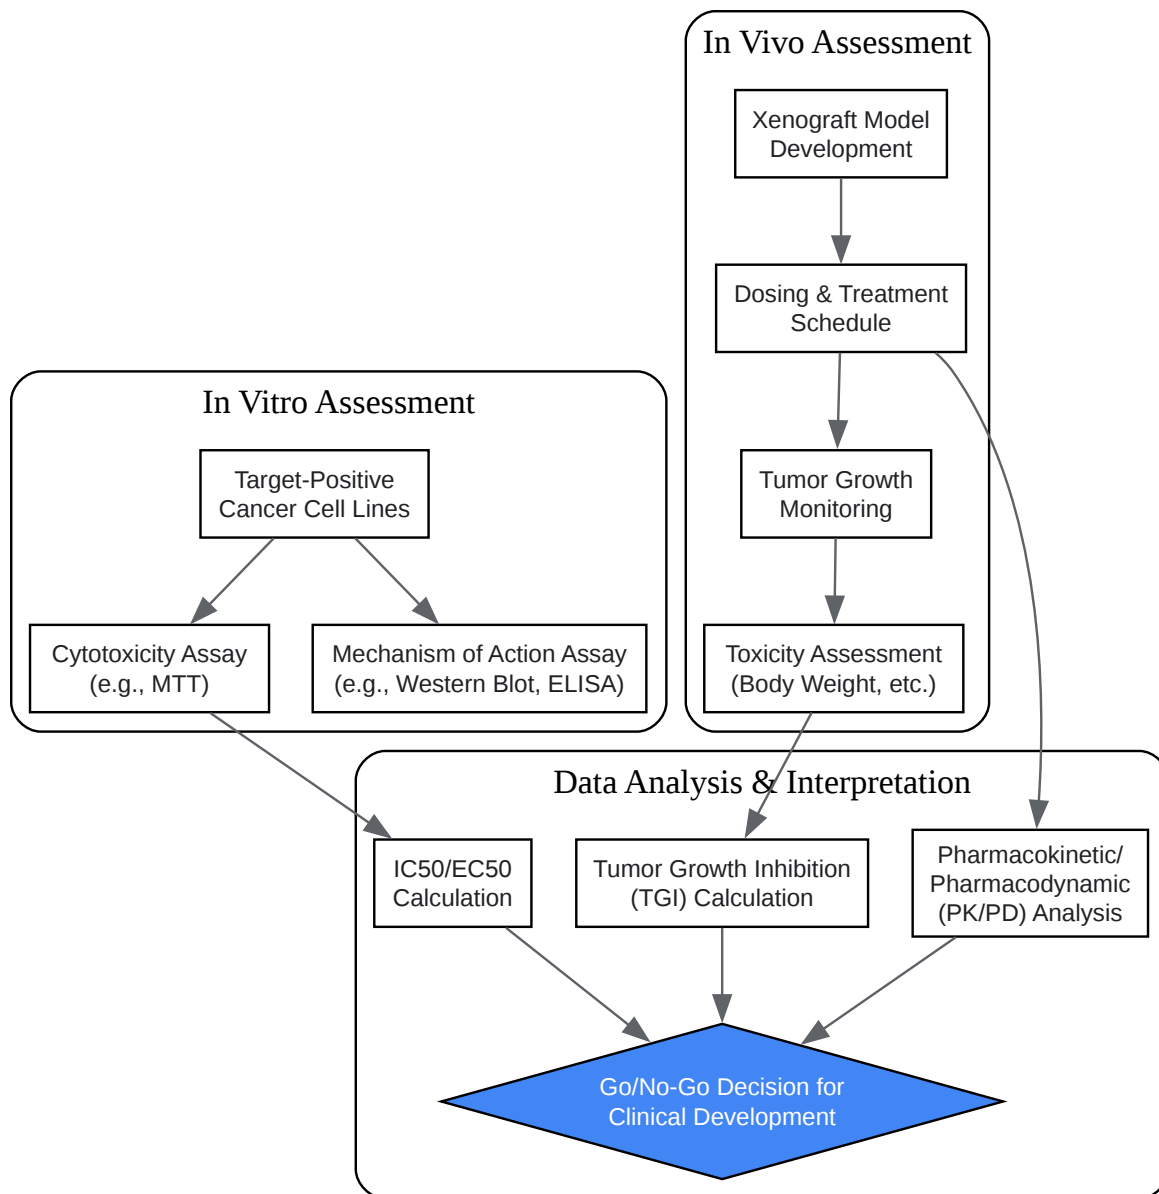 In Vivo Assessment
Xenograft Model
Development
Dosing & Treatment
Schedule
Tumor Growth
Monitoring
Toxicity Assessment
(Body Weight, etc.)
In Vitro Assessment
Target-Positive
Cancer Cell Lines
Cytotoxicity Assay
(e.g., MTT)
Mechanism of Action Assay
(e.g., Western Blot, ELISA)
Data Analysis & Interpretation
IC50/EC50
Calculation
Tumor Growth Inhibition
(TGI) Calculation
Pharmacokinetic/
Pharmacodynamic
(PK/PD) Analysis
Go/No-Go Decision for
Clinical Development